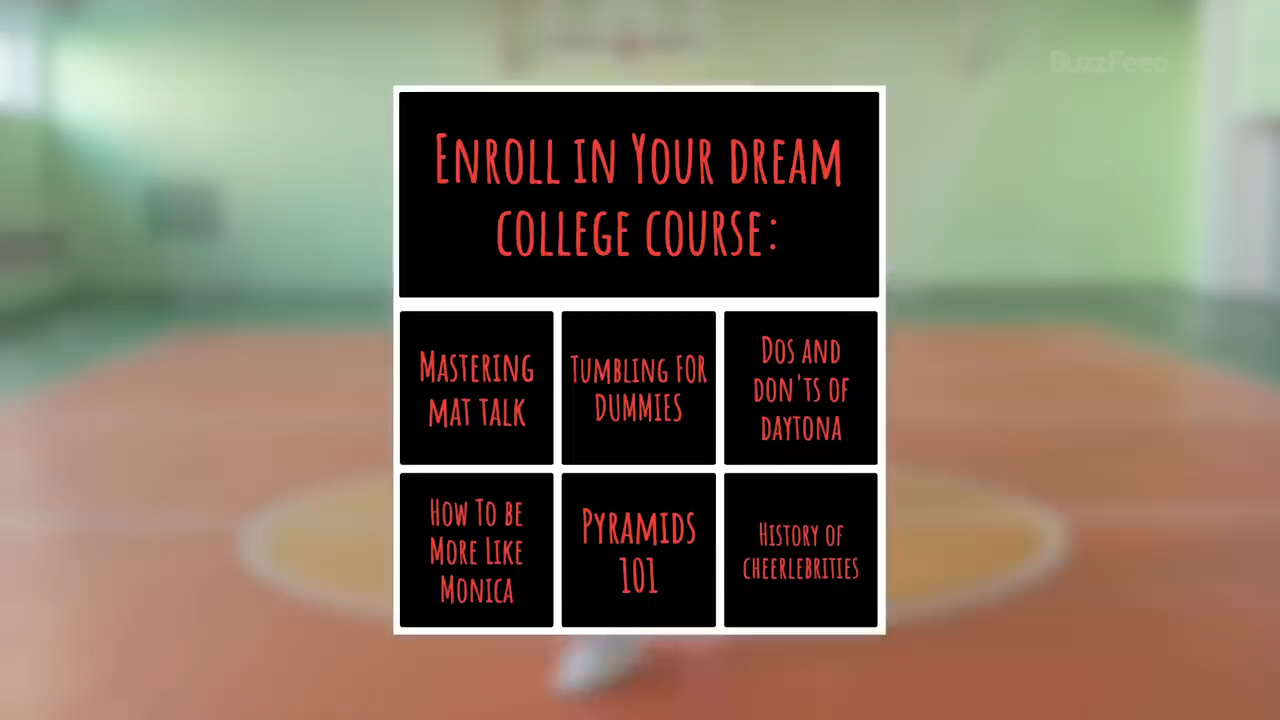 BuzzFeed
Enroll in Your dream
college course:
Mastering
mat talk
Tumbling for
dummies
Dos and
don'ts of
daytona
How To be
More Like
Monica
Pyramids
101
History of
cheerlebrities